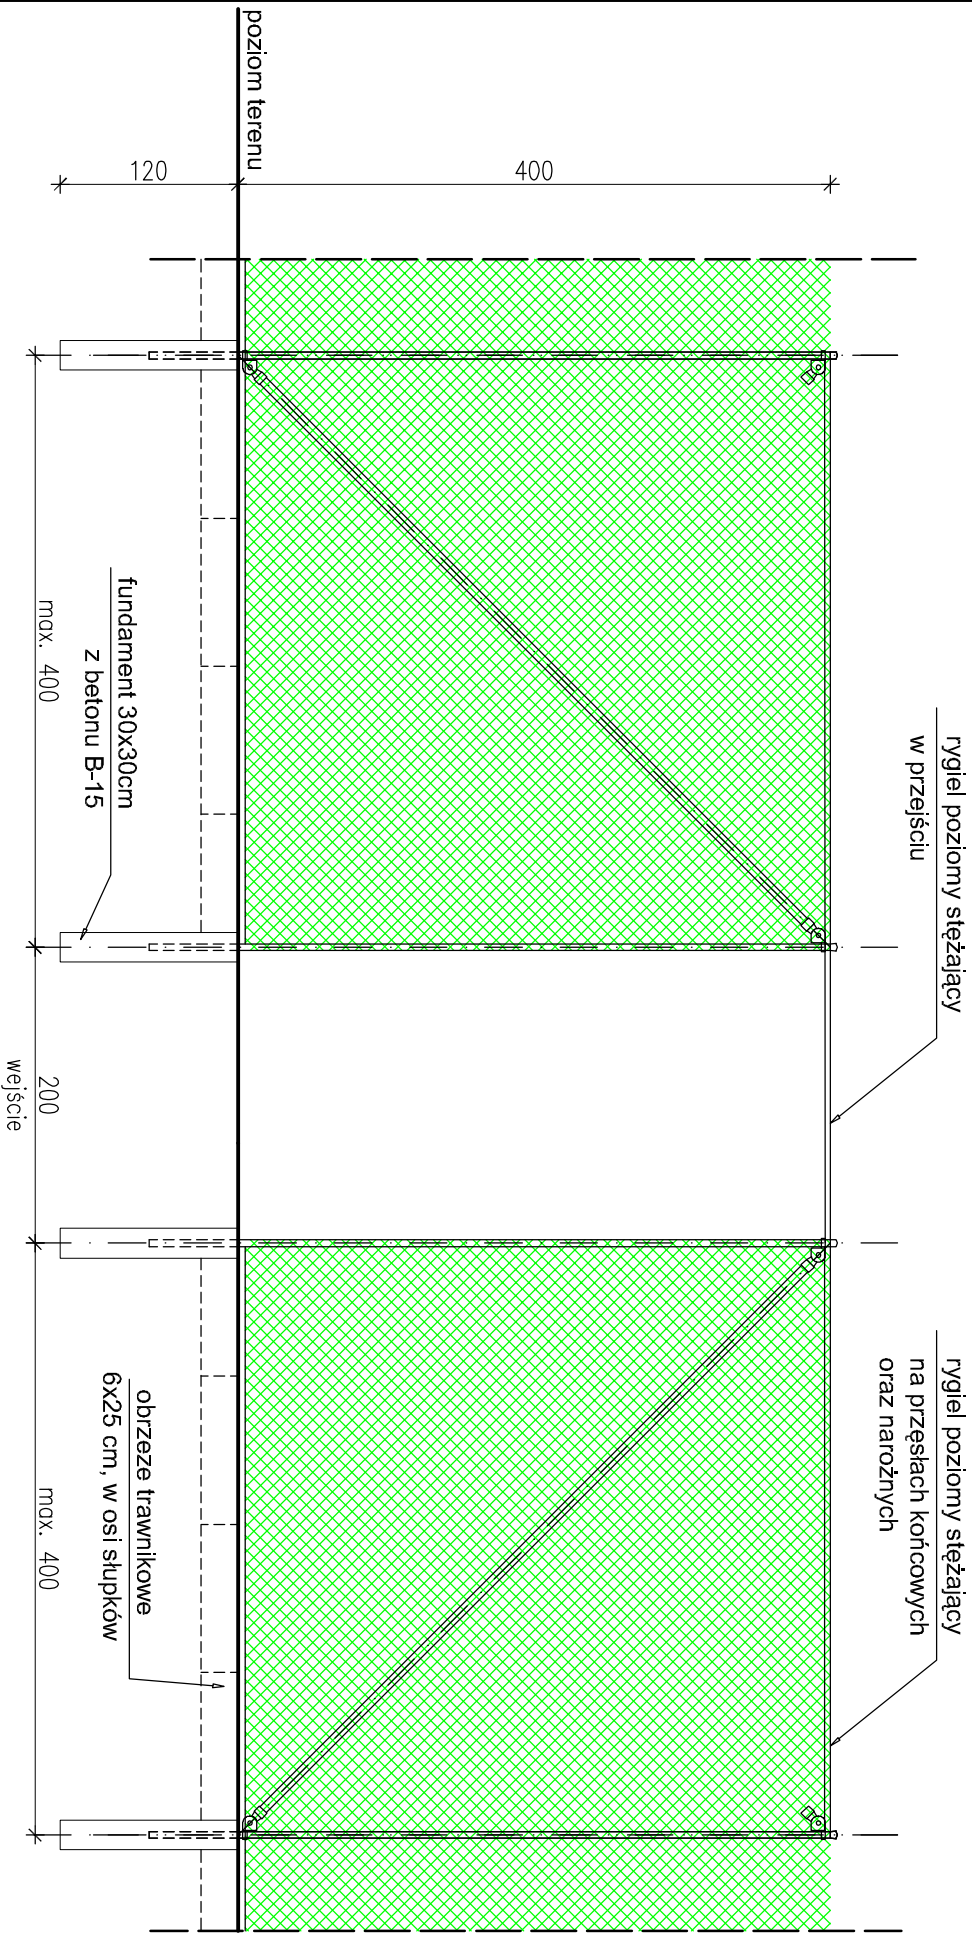 poziom terenu
120
400
rygiel poziomy stężający
w przejściu
rygiel poziomy stężający
na przęsłach końcowych
oraz narożnych
fundament 30x30cm
z betonu B-15
obrzeze trawnikowe
6x25 cm, w osi słupków
max. 400
200
wejście
max. 400